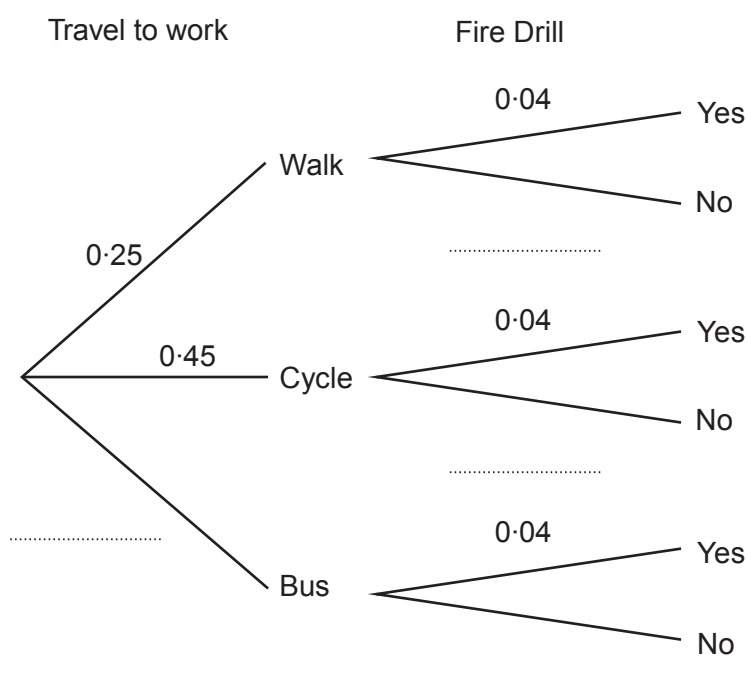 Travel to work
Fire Drill
0·04
Yes
Walk
No
0·25
0·04
Yes
0·45
Cycle
No
0·04
Yes
Bus
No